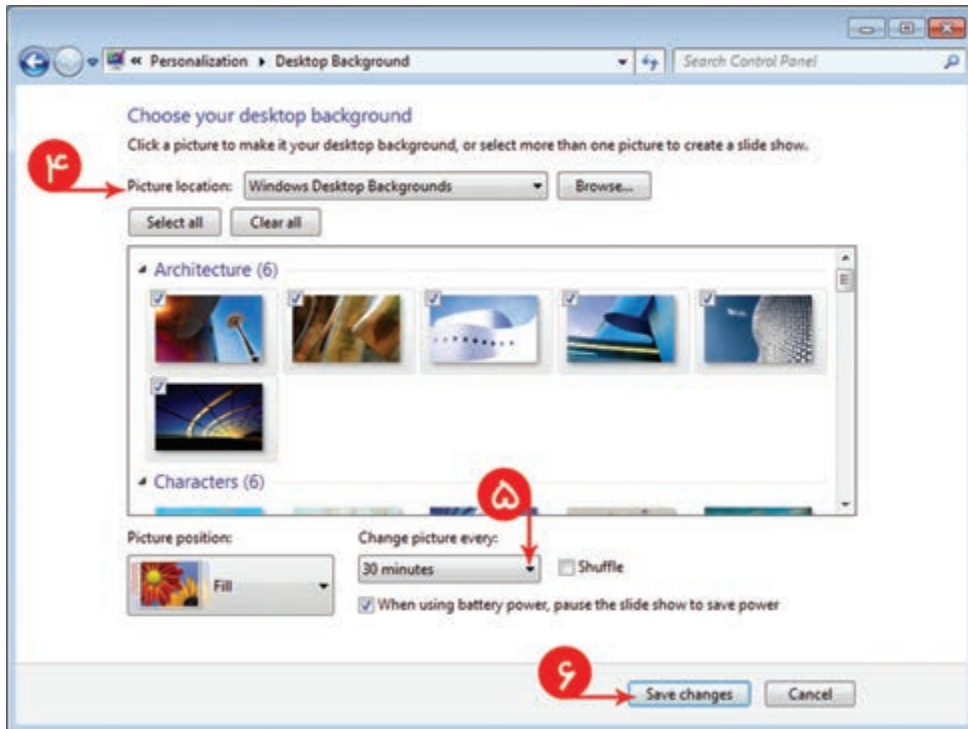 « Personalization ▸ Desktop Background
Search Control Panel
Choose your desktop background
Click a picture to make it your desktop background, or select more than one picture to create a slide show.
۴
Picture location: Windows Desktop Backgrounds Browse...
Select all Clear all
Architecture (6)
Characters (6)
۵
Picture position: Change picture every:
Fill 30 minutes Shuffle
When using battery power, pause the slide show to save power
۶
Save changes Cancel